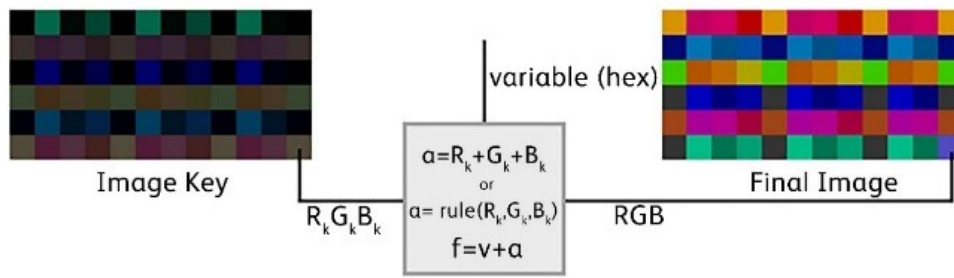 variable (hex)
a=Rₖ+Gₖ+Bₖ
or
a= rule(Rₖ,Gₖ,Bₖ)
f=v+a
Image Key
Final Image
RₖGₖBₖ
RGB